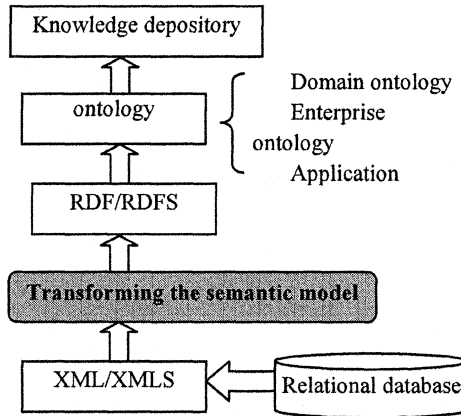 Knowledge depository
ontology
Domain ontology
Enterprise
ontology
Application
RDF/RDFS
Transforming the semantic model
XML/XMLS
Relational database